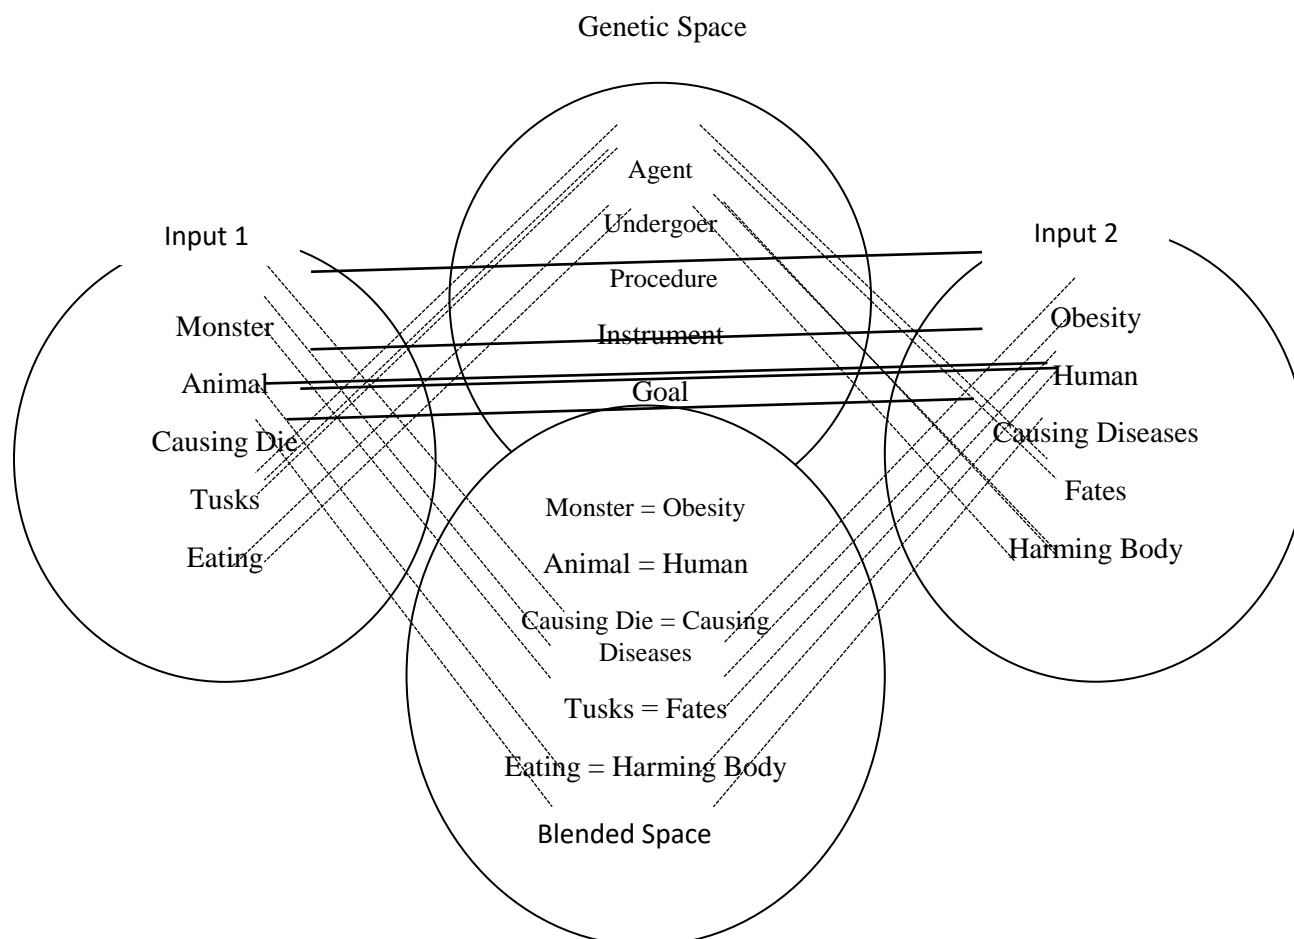 Genetic Space
Agent
Undergoer
Procedure
Instrument
Goal
Input 1
Monster
Animal
Causing Die
Tusks
Eating
Input 2
Obesity
Human
Causing Diseases
Fates
Harming Body
Monster = Obesity
Animal = Human
Causing Die = Causing
Diseases
Tusks = Fates
Eating = Harming Body
Blended Space